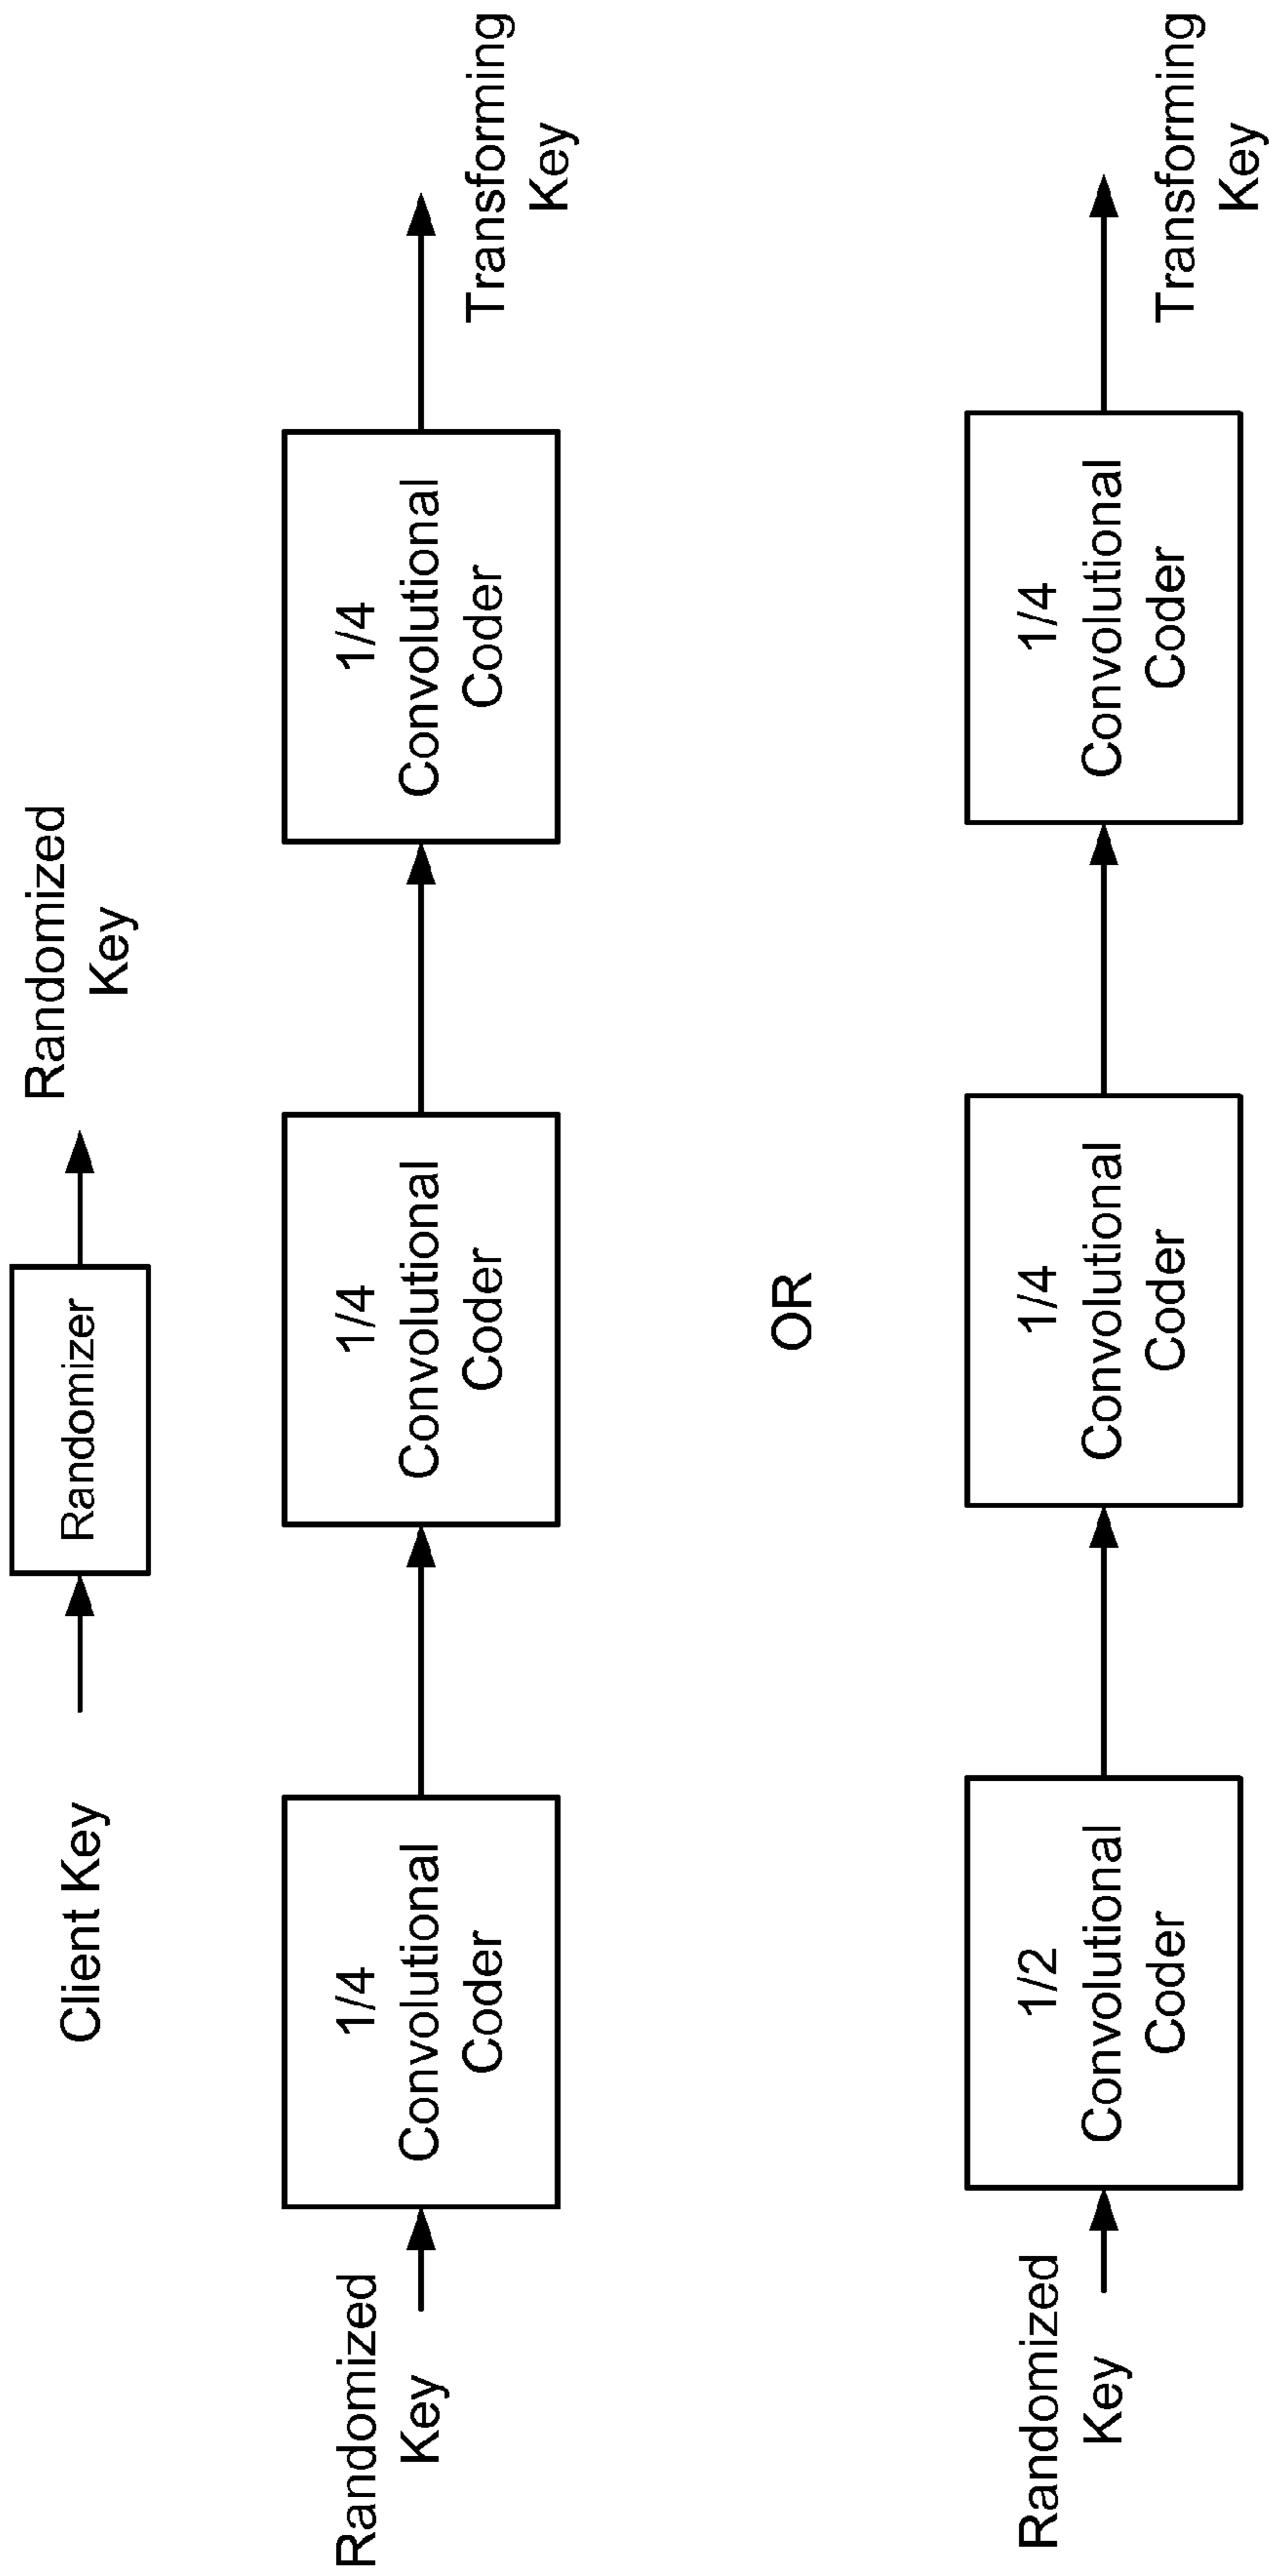 Client Key
Randomizer
Randomized
Key
Randomized
Key
1/4
Convolutional
Coder
1/4
Convolutional
Coder
1/4
Convolutional
Coder
Transforming
Key
OR
Randomized
Key
1/2
Convolutional
Coder
1/4
Convolutional
Coder
1/4
Convolutional
Coder
Transforming
Key